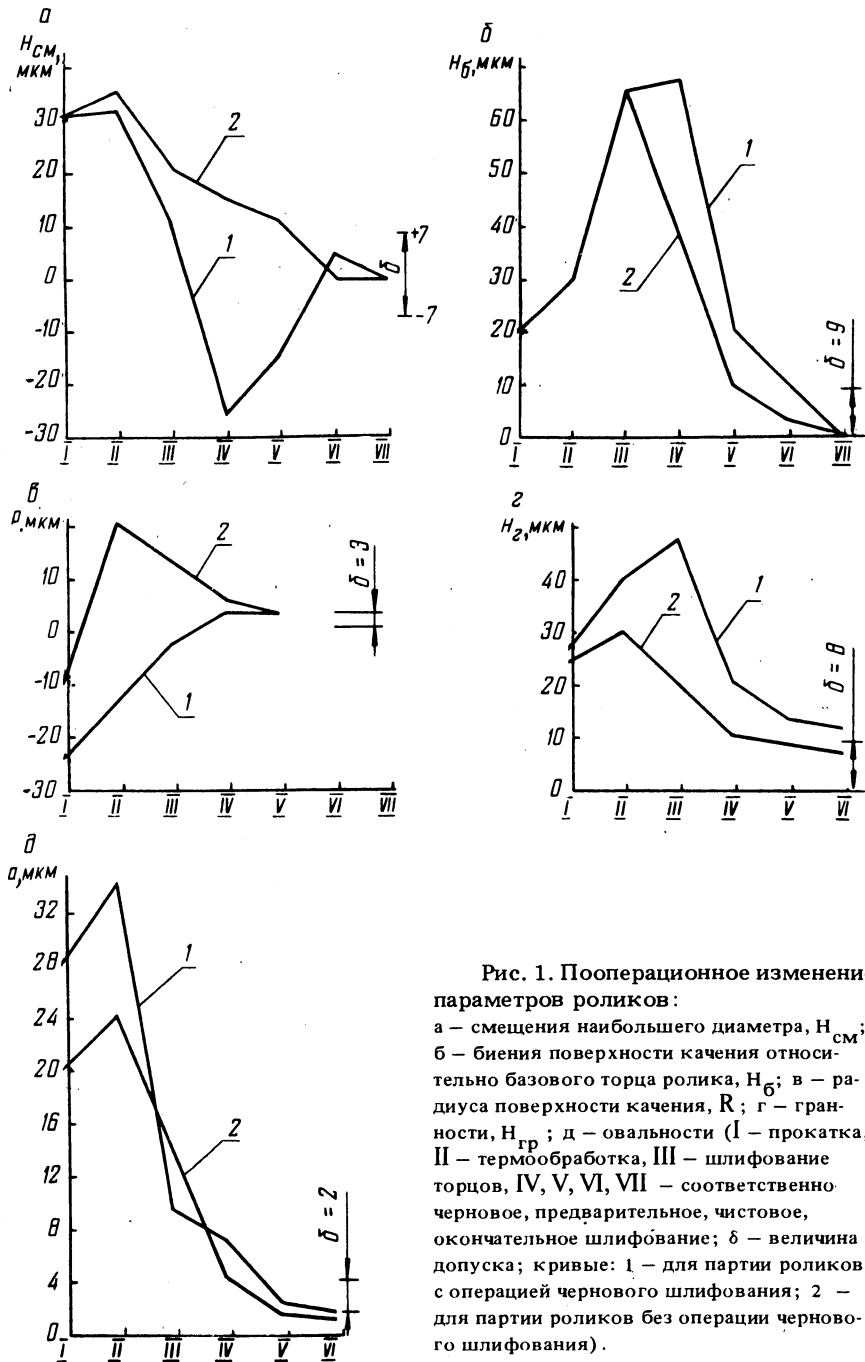 а
Hсм,
мкм
30
20
10
0
-10
-20
-30
2
1
+7
б
-7
I II III IV V VI VII
б
Hб, мкм
60
50
40
30
20
10
0
1
2
б = 9
I II III IV V VI VII
в
Р, мкм
10
0
-10
-20
-30
2
1
б = 3
I II III IV V VI VII
г
Hг, мкм
40
30
20
10
0
1
2
б = 8
I II III IV V VI
д
а, мкм
32
28
24
20
16
12
8
4
0
1
2
б = 2
I II III IV V VI
Рис. 1. Пооперационное изменени
параметров роликов:
а – смещения наибольшего диаметра, Hсм;
б – биения поверхности качения относи-
тельно базового торца ролика, Hб; в – ра-
диуса поверхности качения, R; г – гран-
ности, Hгр; д – овальности (I – прокатка,
II – термообработка, III – шлифование
торцов, IV, V, VI, VII – соответственно
черновое, предварительное, чистовое,
окончательное шлифование; δ – величина
допуска; кривые: 1 – для партии роликов
с операцией чернового шлифования; 2 –
для партии роликов без операции черново-
го шлифования).